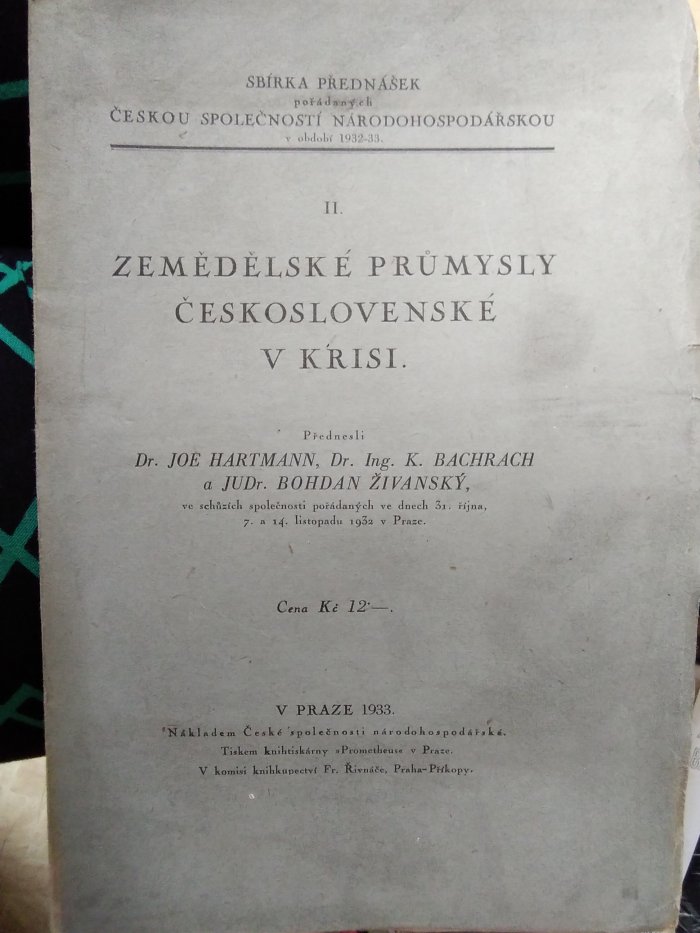 SBÍRKA PŘEDNÁŠEK
pořádaných
ČESKOU SPOLEČNOSTÍ NÁRODOHOSPODÁŘSKOU
v období 1932-33.
II.
ZEMĚDĚLSKÉ PRŮMYSLY
ČESKOSLOVENSKÉ
V KRISI.
Přednesli
Dr. JOE HARTMANN, Dr. Ing. K. BACHRACH
a JUDr. BOHDAN ŽIVANSKÝ,
ve schůzích společnosti pořádaných ve dnech 31. října,
7. a 14. listopadu 1932 v Praze.
Cena Kč 12·—.
V PRAZE 1933.
Nákladem České společnosti národohospodářské.
Tiskem knihtiskárny »Prometheus« v Praze.
V komisi knihkupectví Fr. Řivnáče, Praha-Příkopy.